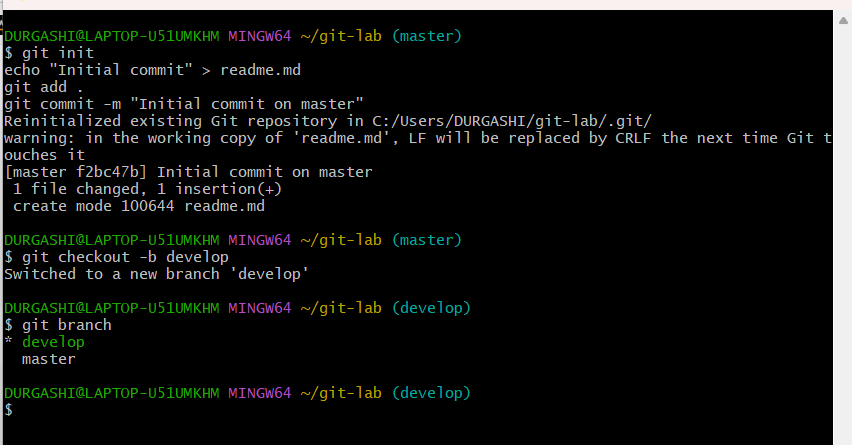 DURGASHI@LAPTOP-U51UMKHM MINGW64 ~/git-lab (master)
$ git init
echo "Initial commit" > readme.md
git add .
git commit -m "Initial commit on master"
Reinitialized existing Git repository in C:/Users/DURGASHI/git-lab/.git/
warning: in the working copy of 'readme.md', LF will be replaced by CRLF the next time Git t
ouches it
[master f2bc47b] Initial commit on master
 1 file changed, 1 insertion(+)
 create mode 100644 readme.md
DURGASHI@LAPTOP-U51UMKHM MINGW64 ~/git-lab (master)
$ git checkout -b develop
Switched to a new branch 'develop'
DURGASHI@LAPTOP-U51UMKHM MINGW64 ~/git-lab (develop)
$ git branch
* develop
  master
DURGASHI@LAPTOP-U51UMKHM MINGW64 ~/git-lab (develop)
$